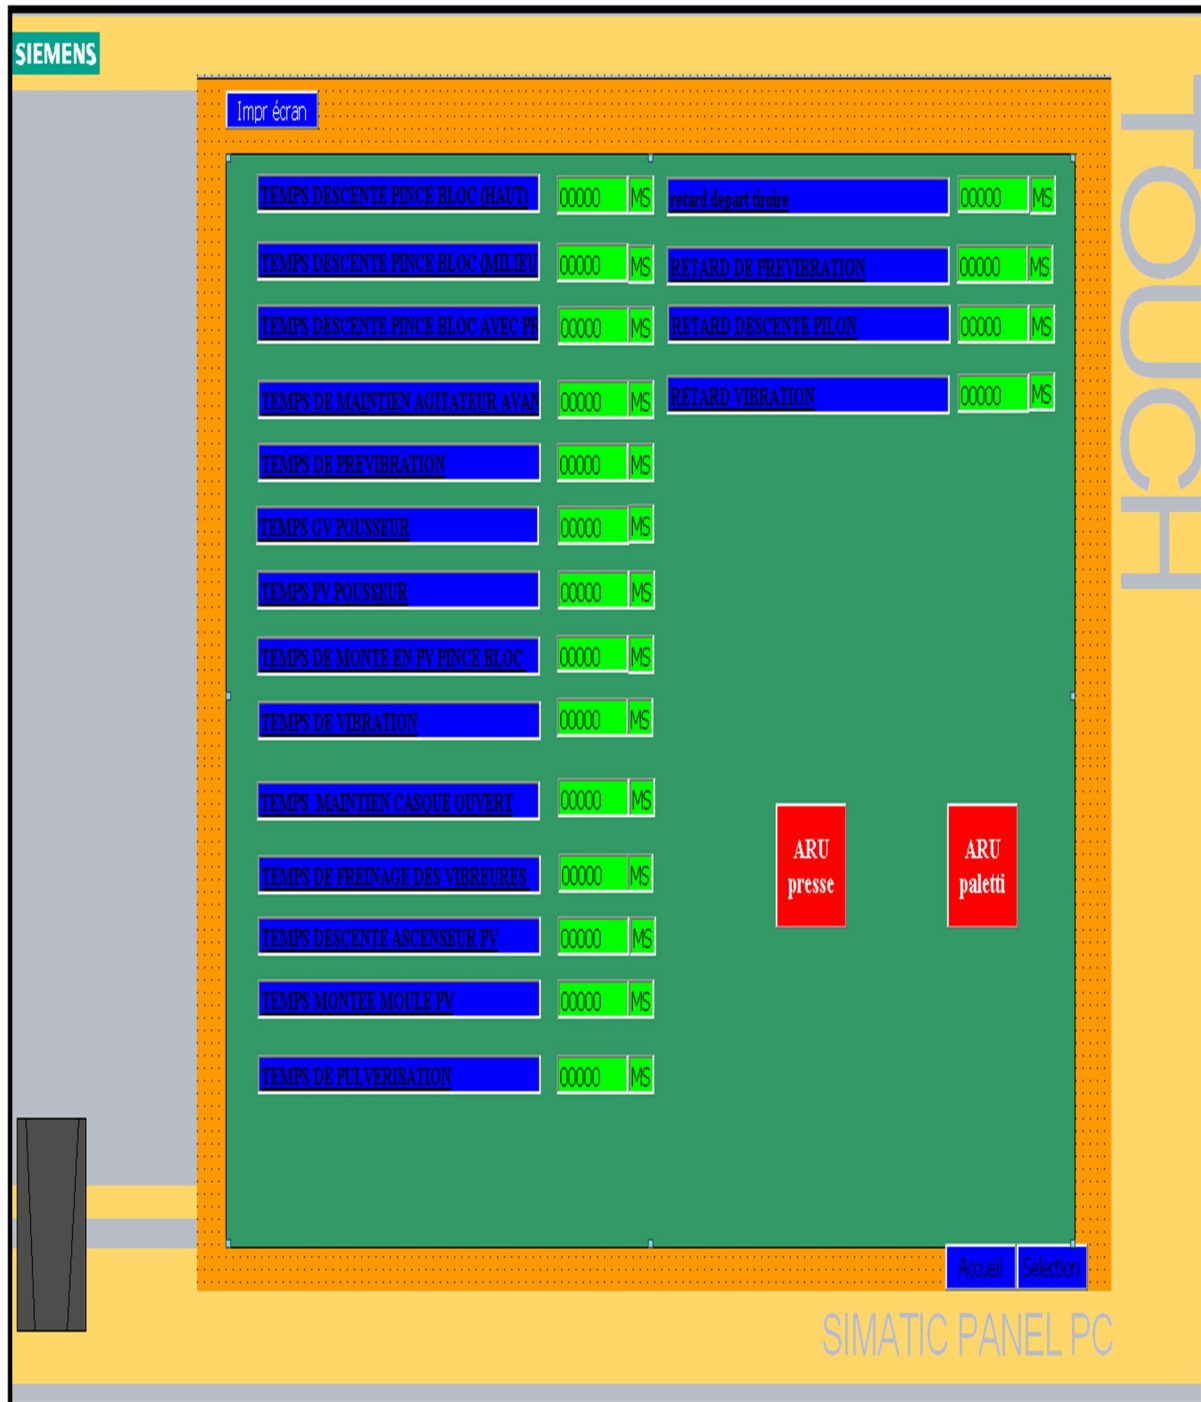 SIEMENS
TOUCH
Impr écran
TEMPS DESCENTE PINCE BLOC (HAUT) 00000 MS retard depart tiroire 00000 MS
TEMPS DESCENTE PINCE BLOC (MILIEU 00000 MS RETARD DE PREVIBRATION 00000 MS
TEMPS DESCENTE PINCE BLOC AVEC PR 00000 MS RETARD DESCENTE PILON 00000 MS
TEMPS DE MAINTIEN AGITATEUR AVAN 00000 MS RETARD VIBRATION 00000 MS
TEMPS DE PREVIBRATION 00000 MS
TEMPS GV POUSSEUR 00000 MS
TEMPS PV POUSSEUR 00000 MS
TEMPS DE MONTE EN PV PINCE BLOC 00000 MS
TEMPS DE VIBRATION 00000 MS
TEMPS MAINTIEN CASQUE OUVERT 00000 MS
TEMPS DE FREINAGE DES VIBREURES 00000 MS
TEMPS DESCENTE ASCENSEUR PV 00000 MS
TEMPS MONTEE MOULE PV 00000 MS
TEMPS DE PULVERISATION 00000 MS
ARU presse
ARU paletti
Accueil Selection
SIMATIC PANEL PC